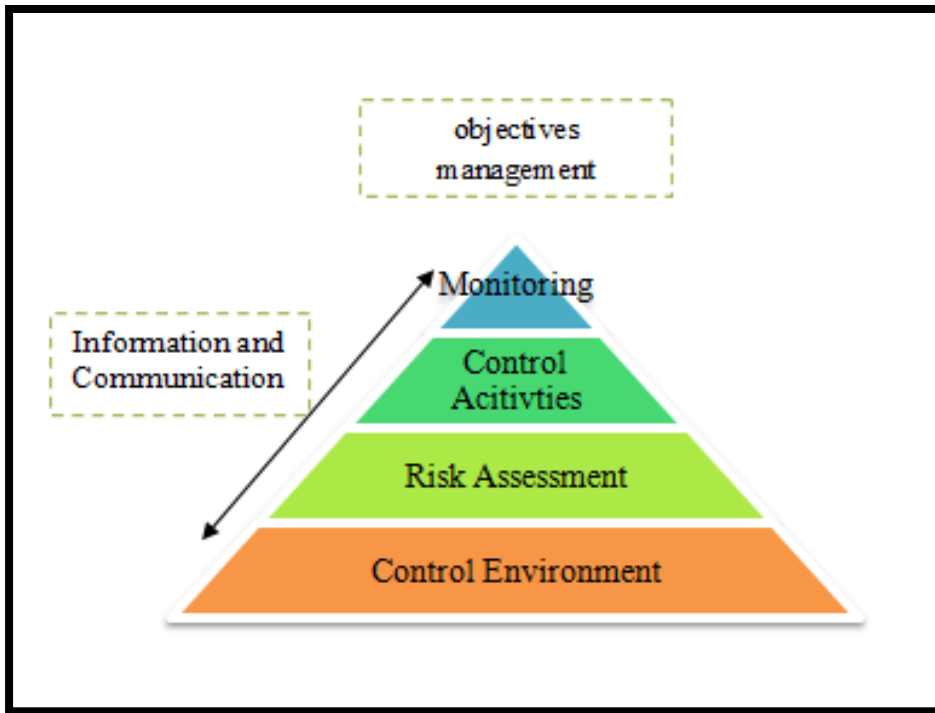 objectives
management
Monitoring
Information and
Communication
Control
Acitivties
Risk Assessment
Control Environment